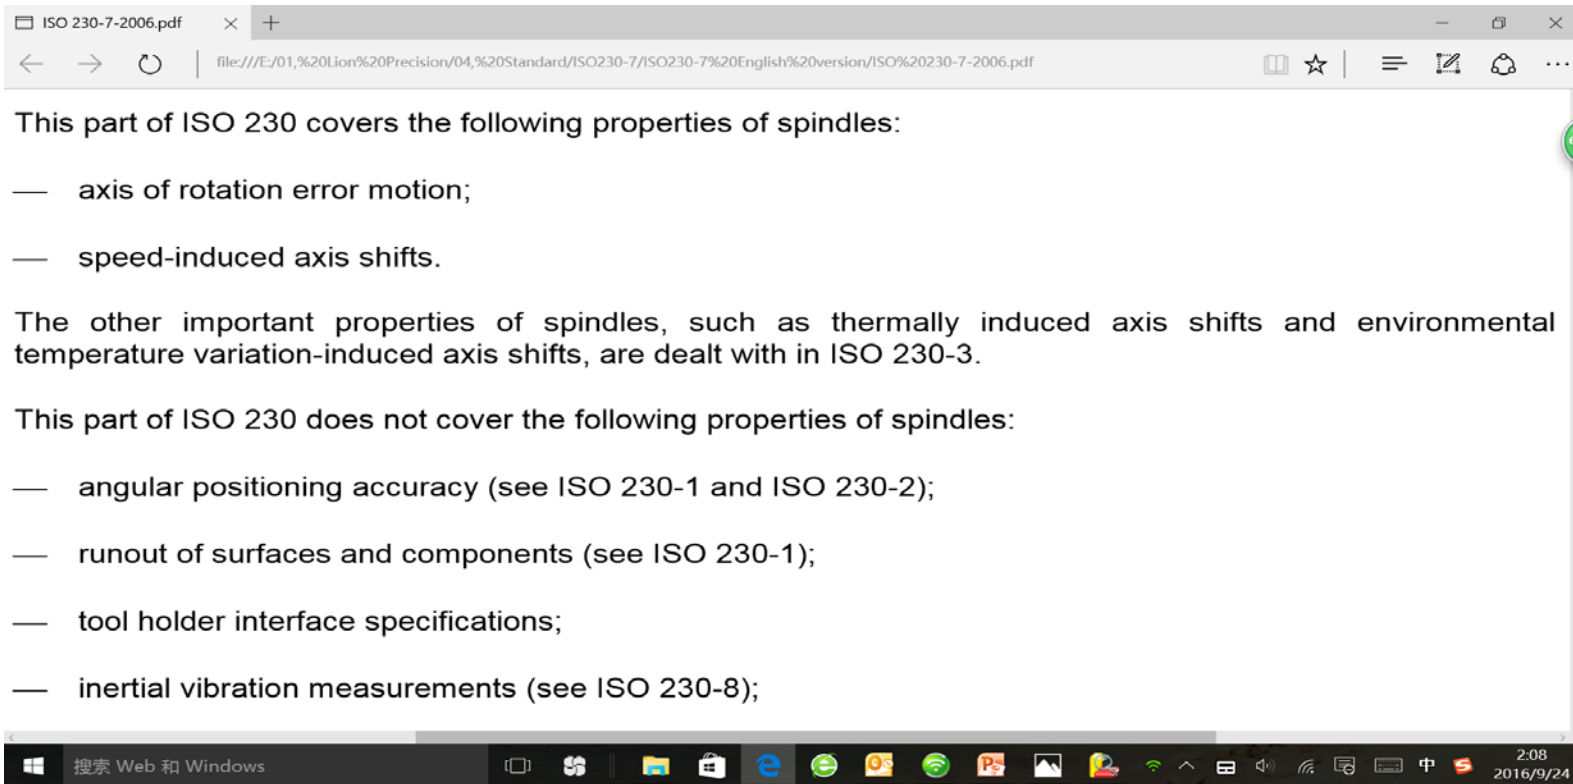 ISO 230-7-2006.pdf
file:///E:/01,%20Lion%20Precision/04,%20Standard/ISO230-7/ISO230-7%20English%20version/ISO%20230-7-2006.pdf
This part of ISO 230 covers the following properties of spindles:
— axis of rotation error motion;
— speed-induced axis shifts.
The other important properties of spindles, such as thermally induced axis shifts and environmental
temperature variation-induced axis shifts, are dealt with in ISO 230-3.
This part of ISO 230 does not cover the following properties of spindles:
— angular positioning accuracy (see ISO 230-1 and ISO 230-2);
— runout of surfaces and components (see ISO 230-1);
— tool holder interface specifications;
— inertial vibration measurements (see ISO 230-8);
搜索 Web 和 Windows
中
2:08
2016/9/24